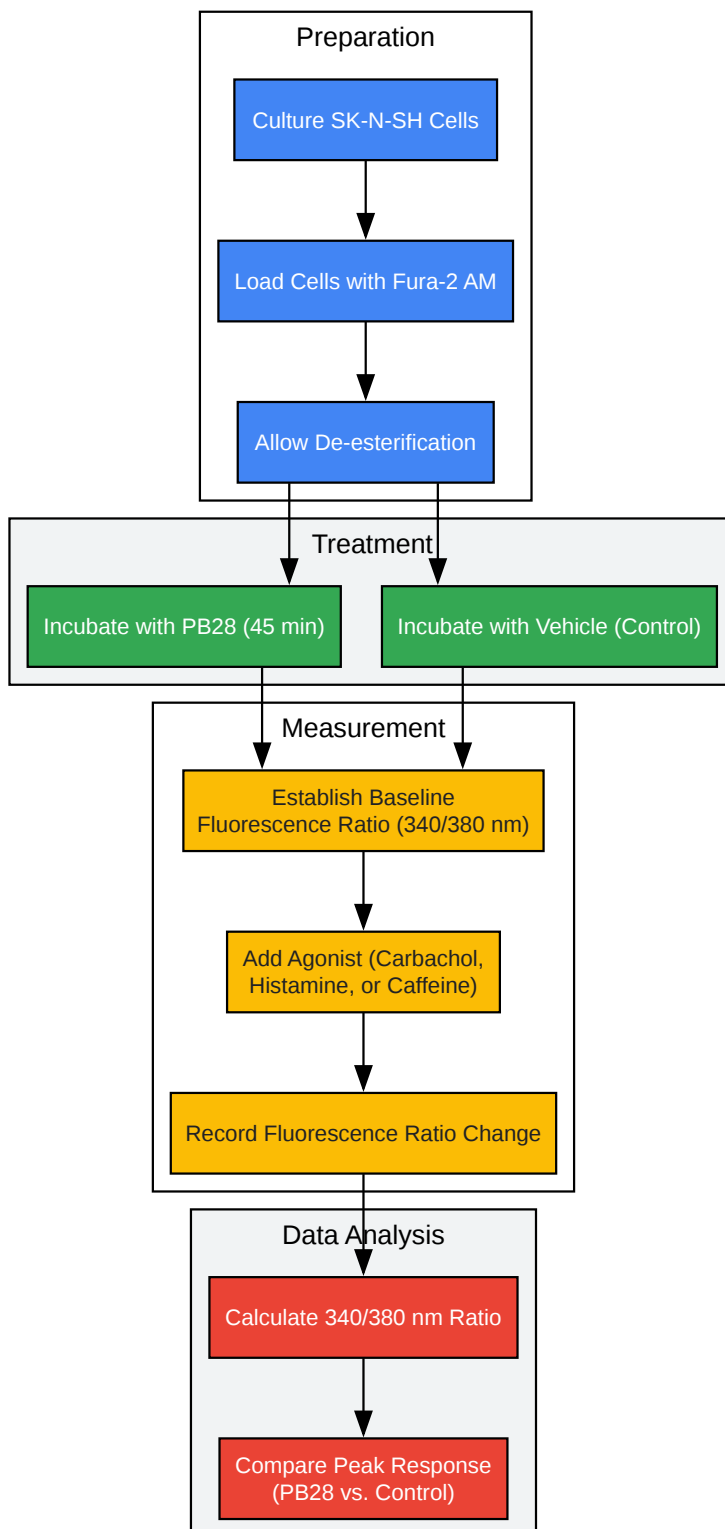 Preparation
Culture SK-N-SH Cells
Load Cells with Fura-2 AM
Allow De-esterification
Treatment
Incubate with PB28 (45 min)
Incubate with Vehicle (Control)
Measurement
Establish Baseline
Fluorescence Ratio (340/380 nm)
Add Agonist (Carbachol,
Histamine, or Caffeine)
Record Fluorescence Ratio Change
Data Analysis
Calculate 340/380 nm Ratio
Compare Peak Response
(PB28 vs. Control)